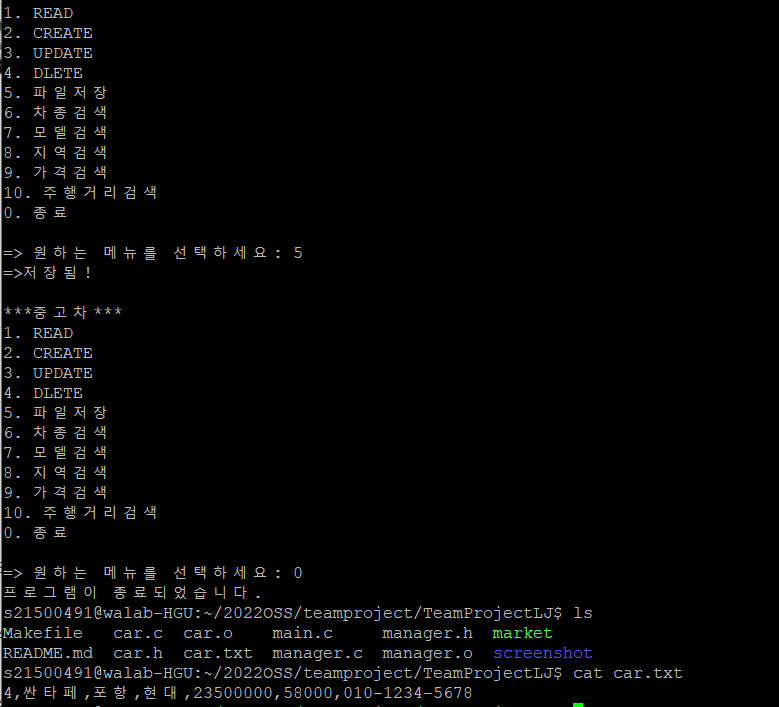 1. READ
2. CREATE
3. UPDATE
4. DLETE
5. 파일저장
6. 차종검색
7. 모델검색
8. 지역검색
9. 가격검색
10. 주행거리검색
0. 종료
=> 원하는 메뉴를 선택하세요: 5
=>저장됨!
***중고차***
1. READ
2. CREATE
3. UPDATE
4. DLETE
5. 파일저장
6. 차종검색
7. 모델검색
8. 지역검색
9. 가격검색
10. 주행거리검색
0. 종료
=> 원하는 메뉴를 선택하세요: 0
프로그램이 종료되었습니다.
s21500491@walab-HGU:~/2022OSS/teamproject/TeamProjectLJ$ ls
Makefile car.c car.o main.c manager.h market
README.md car.h car.txt manager.c manager.o screenshot
s21500491@walab-HGU:~/2022OSS/teamproject/TeamProjectLJ$ cat car.txt
4,싼타페,포항,현대,23500000,58000,010-1234-5678